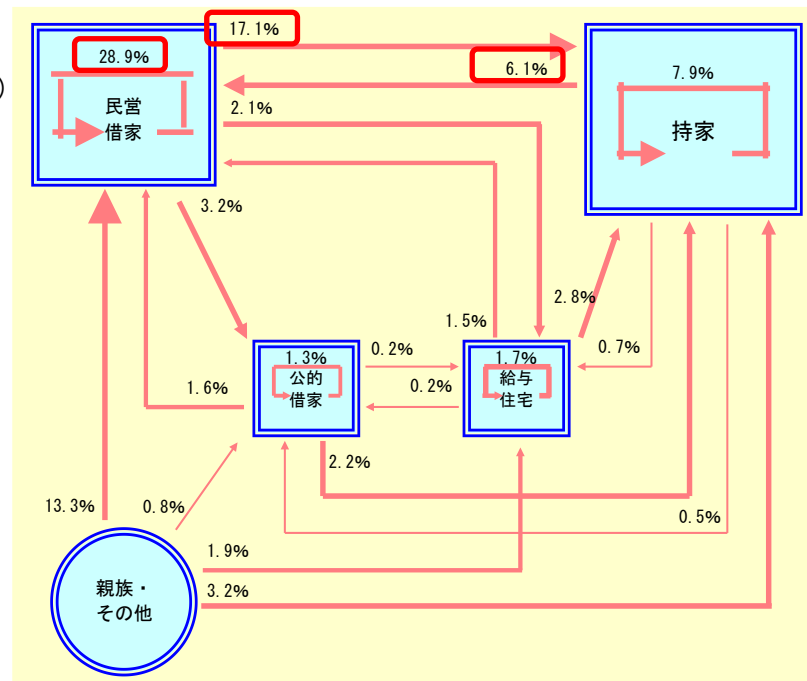 )
17.1%
28.9%
民営
借家
6.1%
7.9%
持家
2.1%
3.2%
2.8%
1.5%
1.3%
公的
借家
0.2%
0.2%
1.7%
給与
住宅
0.7%
1.6%
2.2%
13.3%
0.8%
0.5%
1.9%
3.2%
親族・
その他